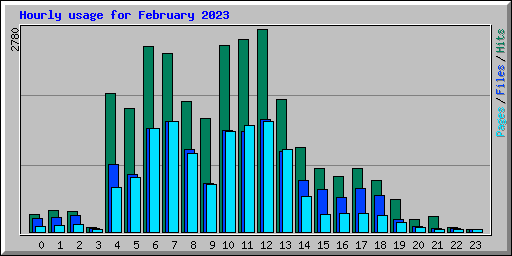 Hourly usage for February 2023
2780
Pages / Files / Hits
0 1 2 3 4 5 6 7 8 9 10 11 12 13 14 15 16 17 18 19 20 21 22 23